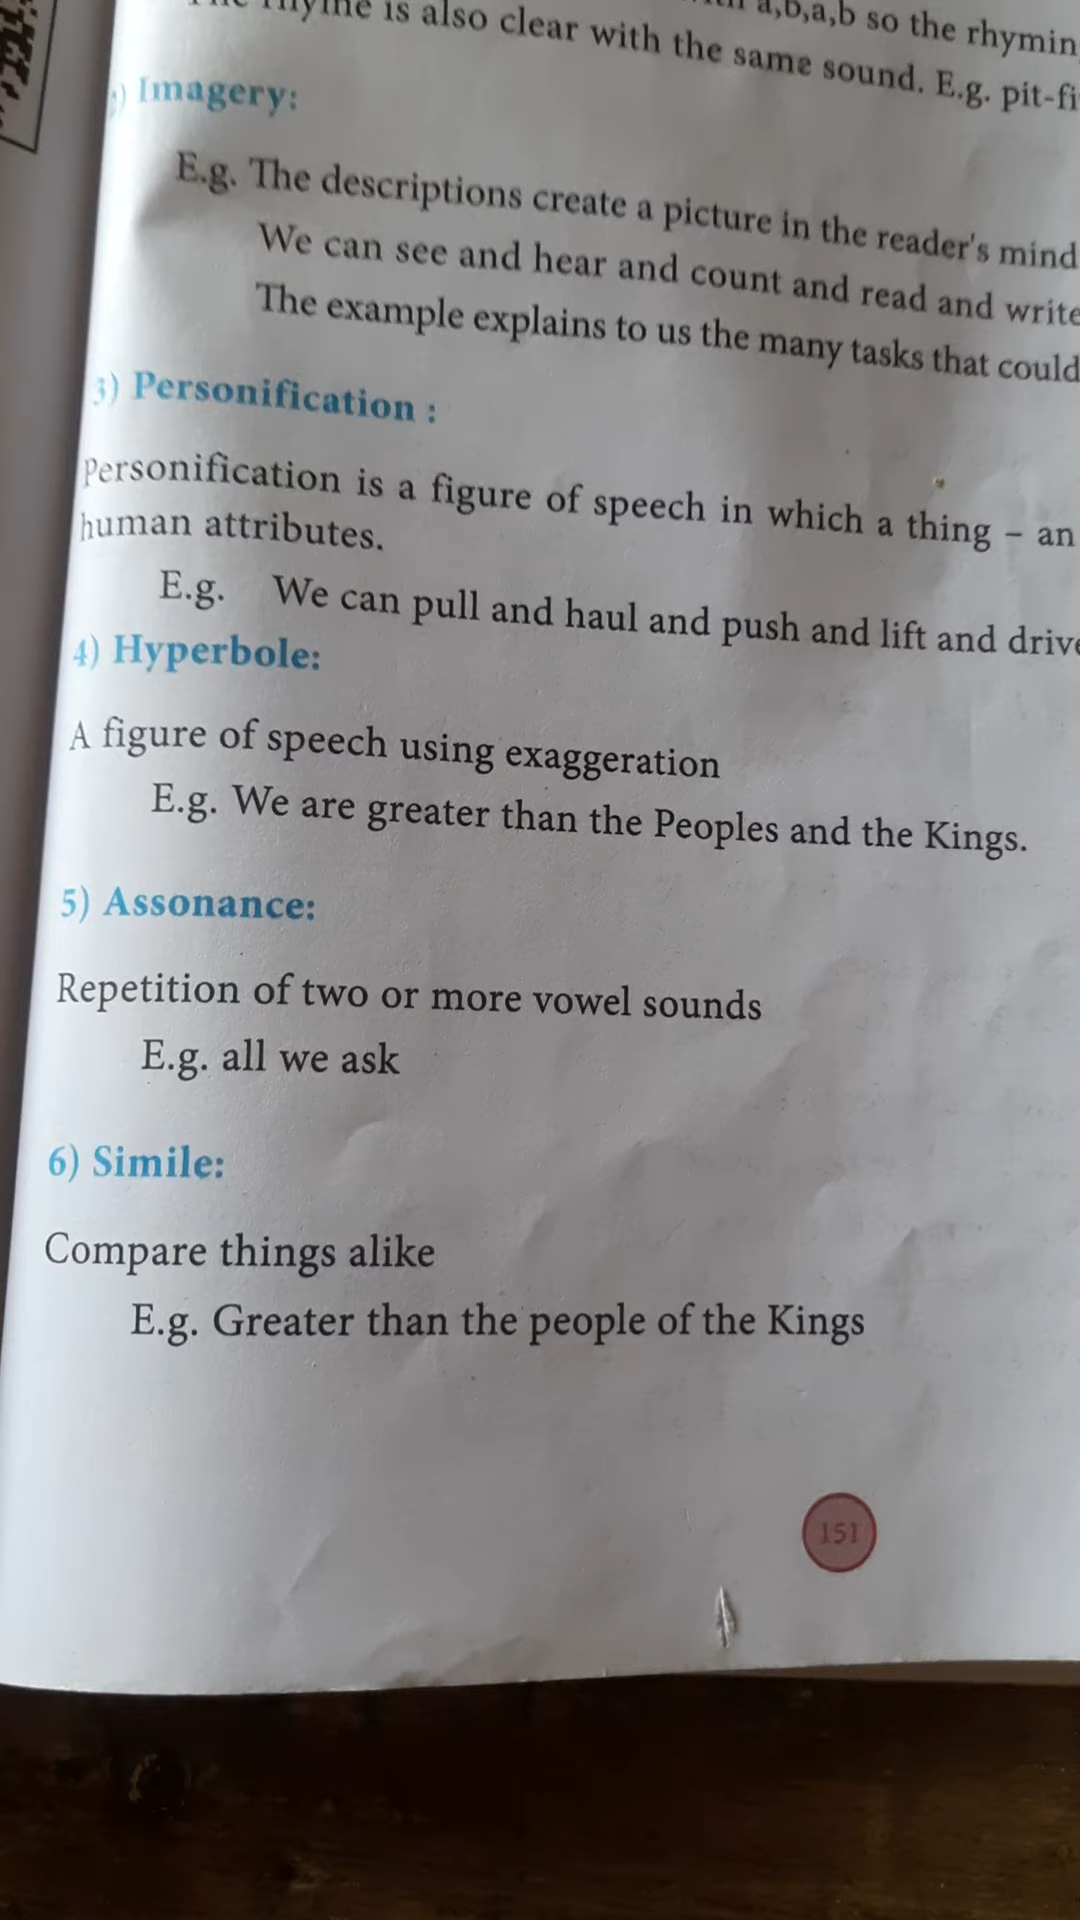 rhyme is also clear with the same sound. E.g. pit-fi
a,b,a,b so the rhymin
) Imagery:
E.g. The descriptions create a picture in the reader's mind
We can see and hear and count and read and write
The example explains to us the many tasks that could
3) Personification :
Personification is a figure of speech in which a thing – an
human attributes.
E.g. We can pull and haul and push and lift and drive
4) Hyperbole:
A figure of speech using exaggeration
E.g. We are greater than the Peoples and the Kings.
5) Assonance:
Repetition of two or more vowel sounds
E.g. all we ask
6) Simile:
Compare things alike
E.g. Greater than the people of the Kings
151